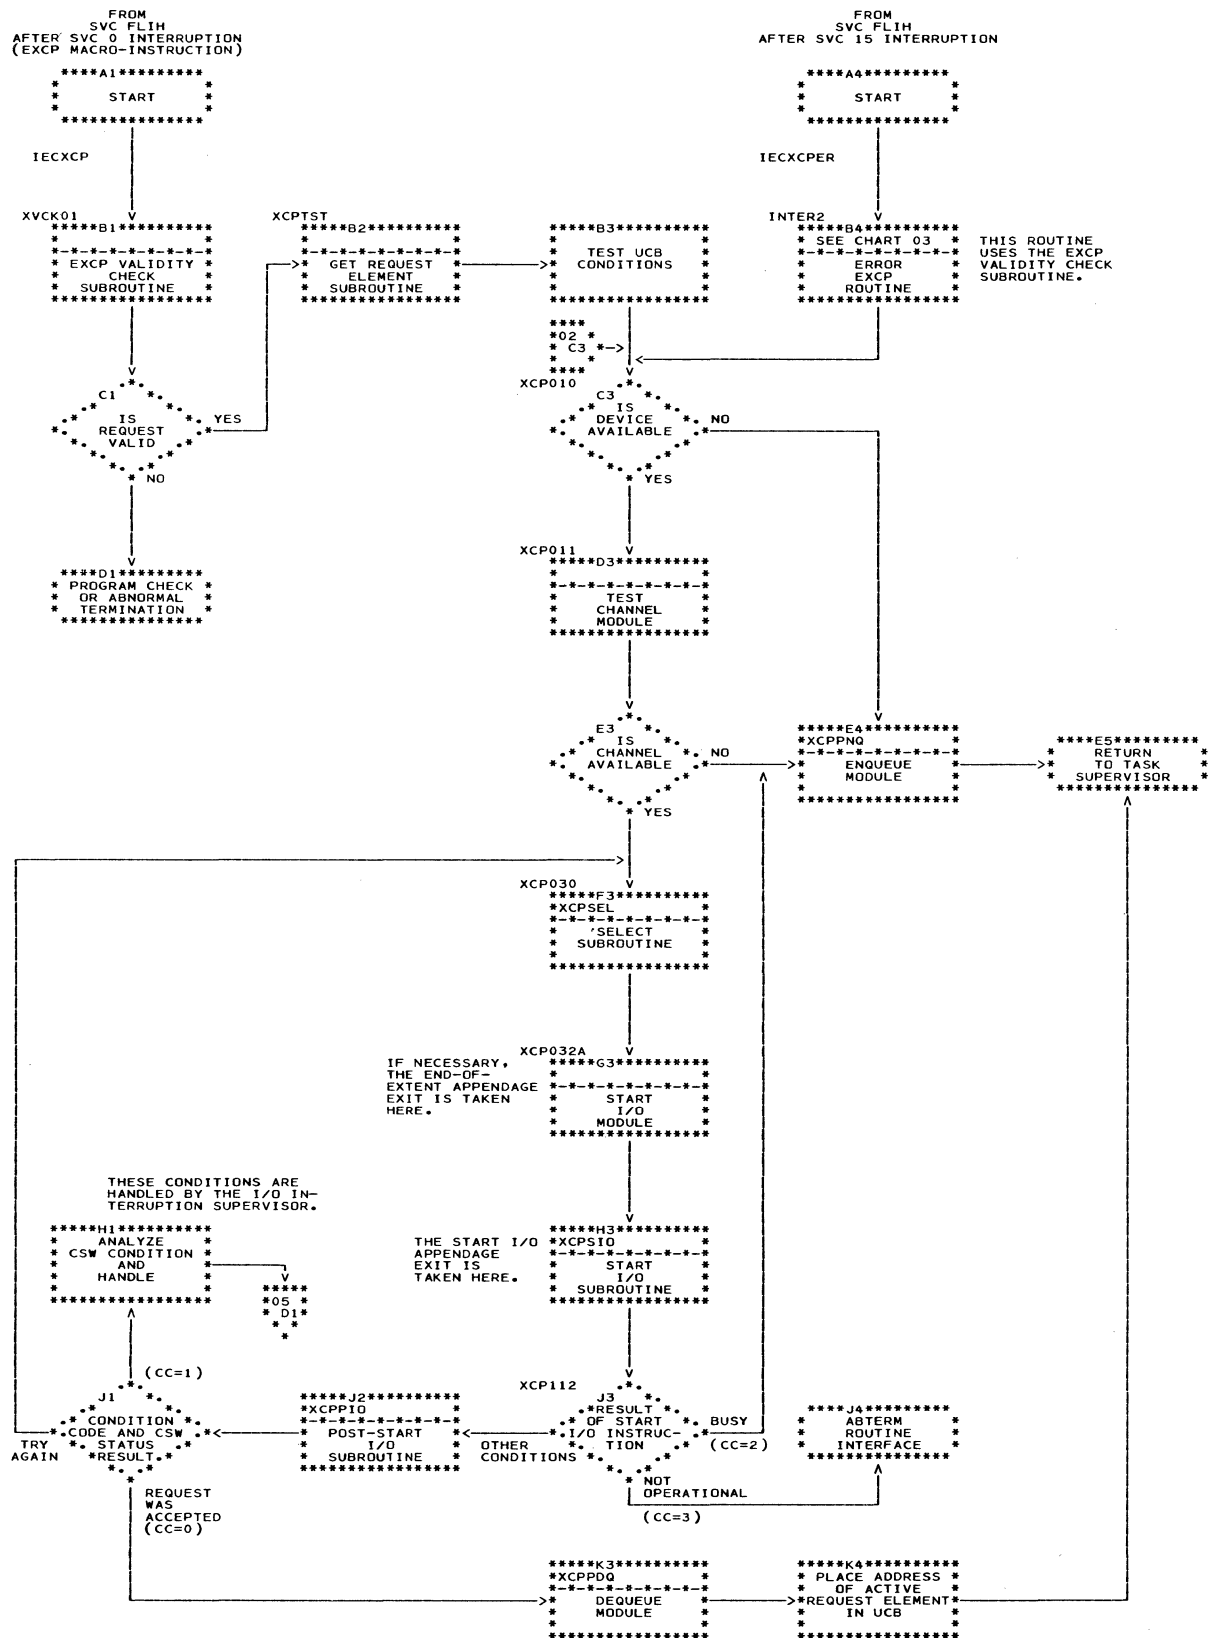 FROM
SVC FLIH
AFTER SVC 0 INTERRUPTION
(EXCP MACRO-INSTRUCTION)
FROM
SVC FLIH
AFTER SVC 15 INTERRUPTION
A1
START
A4
START
IECXCP
IECXCPER
XVCK01
B1
EXCP VALIDITY
CHECK
SUBROUTINE
XCPTST
B2
GET REQUEST
ELEMENT
SUBROUTINE
B3
TEST UCB
CONDITIONS
INTER2
B4
SEE CHART 03
ERROR
EXCP
ROUTINE
THIS ROUTINE
USES THE EXCP
VALIDITY CHECK
SUBROUTINE.
02
C3
C1
IS
REQUEST
VALID
YES
NO
XCP010
C3
IS
DEVICE
AVAILABLE
NO
YES
D1
PROGRAM CHECK
OR ABNORMAL
TERMINATION
XCP011
D3
TEST
CHANNEL
MODULE
E3
IS
CHANNEL
AVAILABLE
NO
YES
E4
XCPPNQ
ENQUEUE
MODULE
E5
RETURN
TO TASK
SUPERVISOR
XCP030
F3
XCPSEL
'SELECT
SUBROUTINE
XCP032A
G3
START
I/O
MODULE
IF NECESSARY,
THE END-OF-
EXTENT APPENDAGE
EXIT IS TAKEN
HERE.
THESE CONDITIONS ARE
HANDLED BY THE I/O IN-
TERRUPTION SUPERVISOR.
H1
ANALYZE
CSW CONDITION
AND
HANDLE
05
D1
THE START I/O
APPENDAGE
EXIT IS
TAKEN HERE.
H3
XCPSIO
START
I/O
SUBROUTINE
(CC=1)
J1
CONDITION
CODE AND CSW
STATUS
RESULT
TRY
AGAIN
REQUEST
WAS
ACCEPTED
(CC=0)
J2
XCPPIO
POST-START
I/O
SUBROUTINE
XCP112
J3
RESULT
OF START
I/O INSTRUC-
TION
OTHER
CONDITIONS
BUSY
(CC=2)
NOT
OPERATIONAL
(CC=3)
J4
ABTERM
ROUTINE
INTERFACE
K3
XCPPDQ
DEQUEUE
MODULE
K4
PLACE ADDRESS
OF ACTIVE
REQUEST ELEMENT
IN UCB